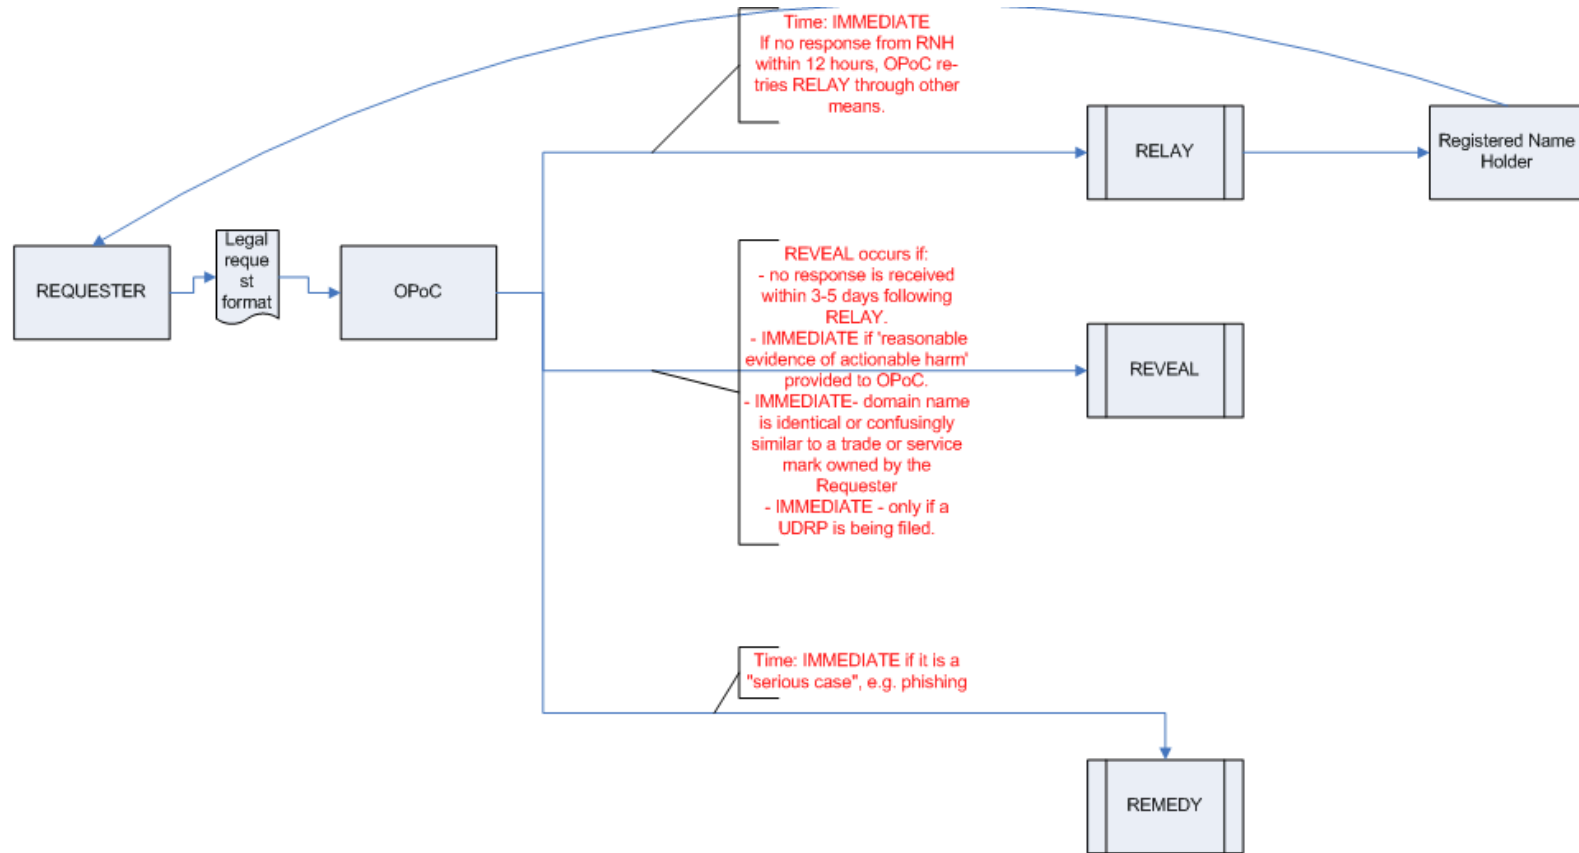 Time: IMMEDIATE
If no response from RNH
within 12 hours, OPoC re-
tries RELAY through other
means.
RELAY
Registered Name
Holder
REQUESTER
Legal
reque
st
format
OPoC
REVEAL occurs if:
- no response is received
within 3-5 days following
RELAY.
- IMMEDIATE if 'reasonable
evidence of actionable harm'
provided to OPoC.
- IMMEDIATE- domain name
is identical or confusingly
similar to a trade or service
mark owned by the
Requester
- IMMEDIATE - only if a
UDRP is being filed.
REVEAL
Time: IMMEDIATE if it is a
"serious case", e.g. phishing
REMEDY